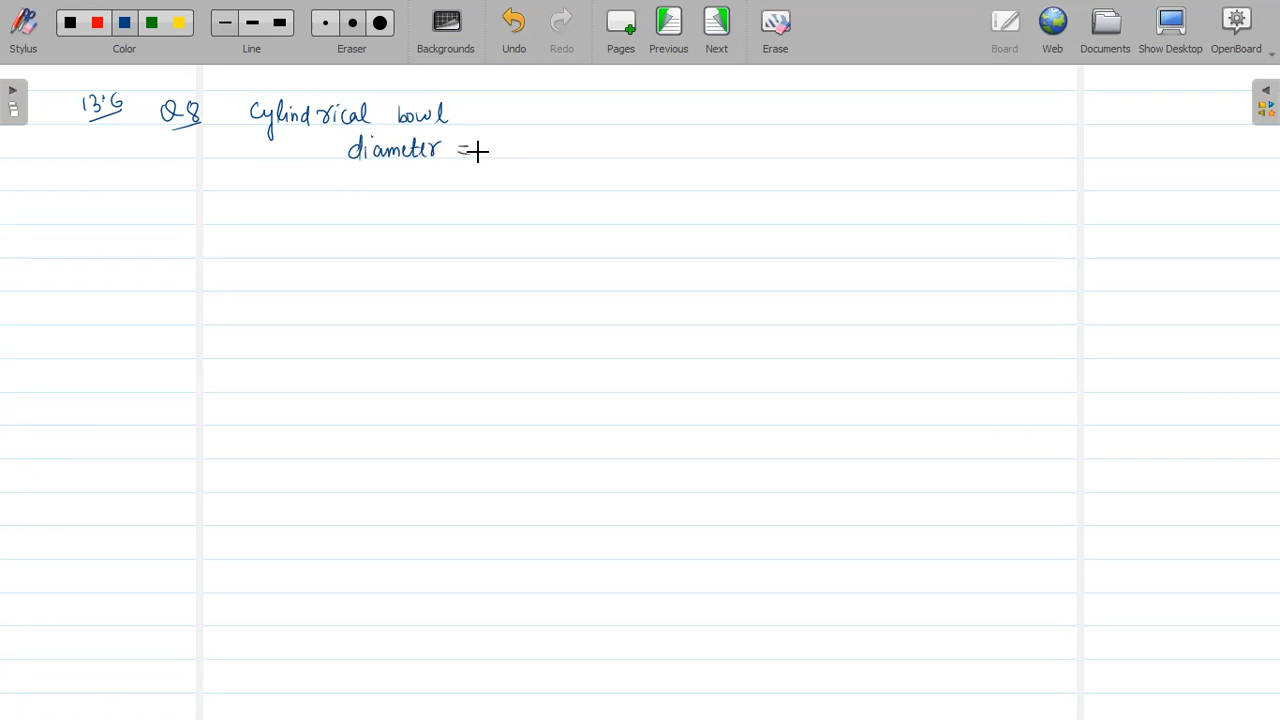 Stylus Color Line Eraser Backgrounds Undo Redo Pages Previous Next Erase Board Web Documents Show Desktop OpenBoard
13.6 Q8 Cylindrical bowl
diameter =